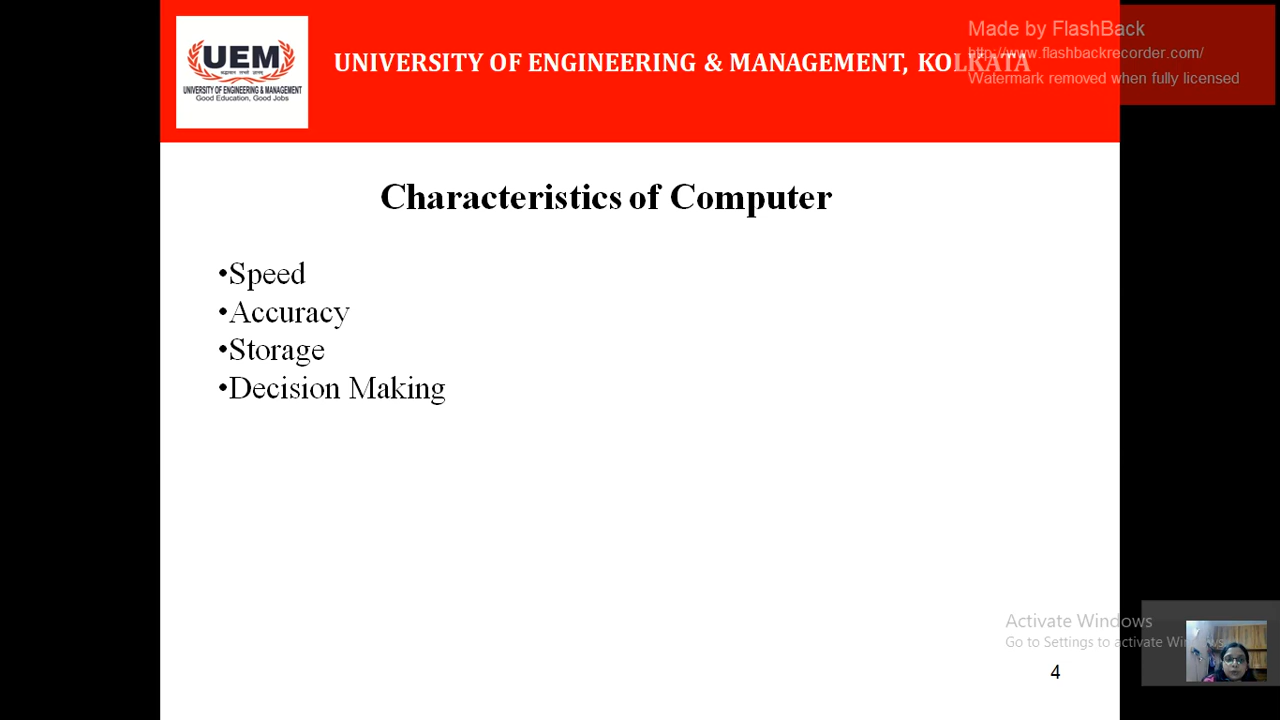 UEM
UNIVERSITY OF ENGINEERING & MANAGEMENT
Good Education, Good Jobs
UNIVERSITY OF ENGINEERING & MANAGEMENT, KOLKATA
Made by FlashBack
http://www.flashbackrecorder.com/
Watermark removed when fully licensed
Characteristics of Computer
•Speed
•Accuracy
•Storage
•Decision Making
Activate Windows
Go to Settings to activate Windows
4